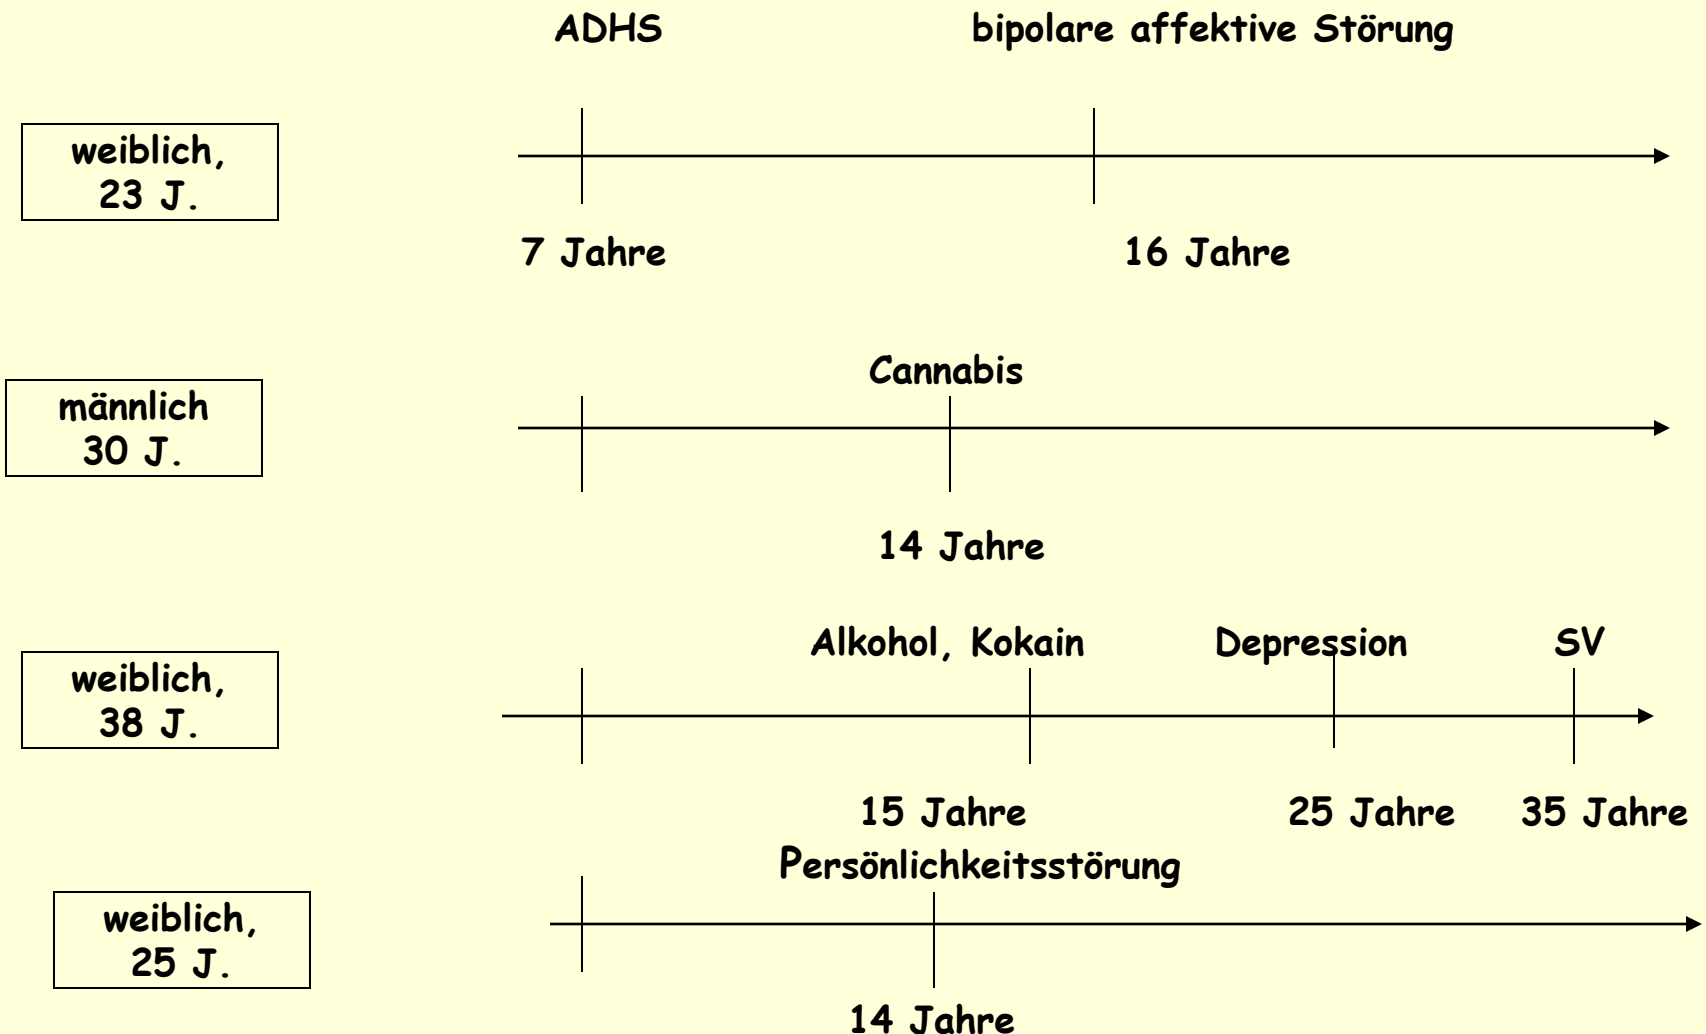 ADHS
bipolare affektive Störung
weiblich,
23 J.
7 Jahre
16 Jahre
Cannabis
männlich
30 J.
14 Jahre
Alkohol, Kokain
Depression
SV
weiblich,
38 J.
15 Jahre
25 Jahre
35 Jahre
Persönlichkeitsstörung
weiblich,
25 J.
14 Jahre